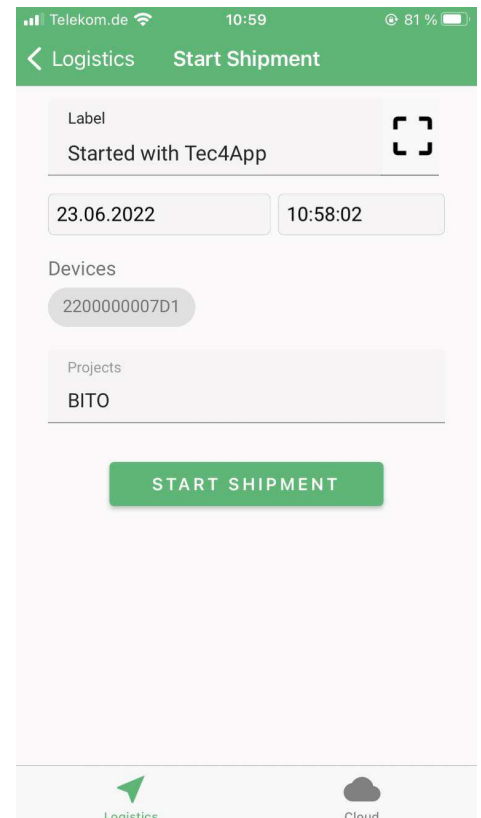 Telekom.de 10:59 81 %
Logistics Start Shipment
Label
Started with Tec4App
23.06.2022 10:58:02
Devices
2200000007D1
Projects
BITO
START SHIPMENT
Logistics Cloud